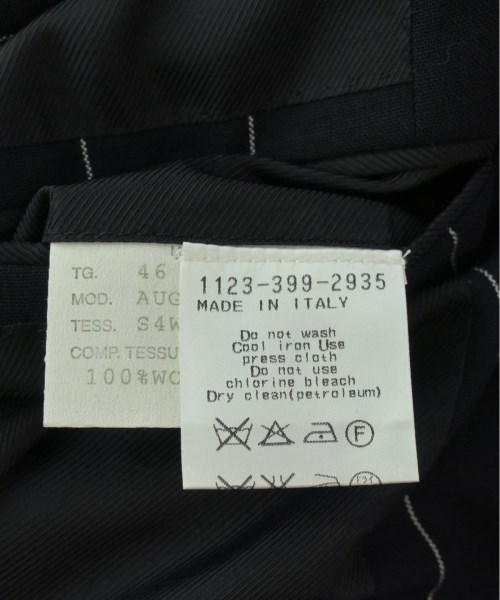 TG. 46
MOD. AUG
TESS. S4W
COMP. TESSU
100%WO
1123-399-2935
MADE IN ITALY
Do not wash
Cool iron Use
press cloth
Do not use
chlorine bleach
Dry clean(petroleum)
F